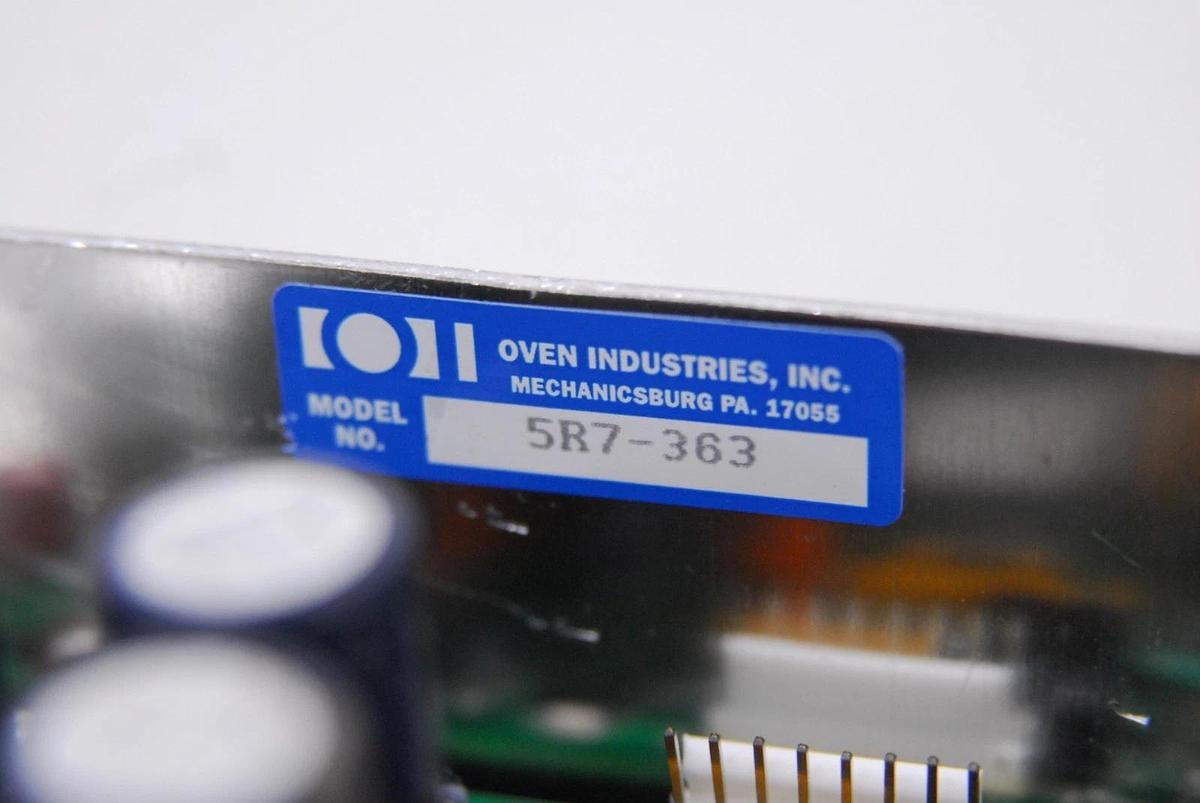 OVEN INDUSTRIES, INC.
MECHANICSBURG PA. 17055
MODEL
NO.
5R7-363